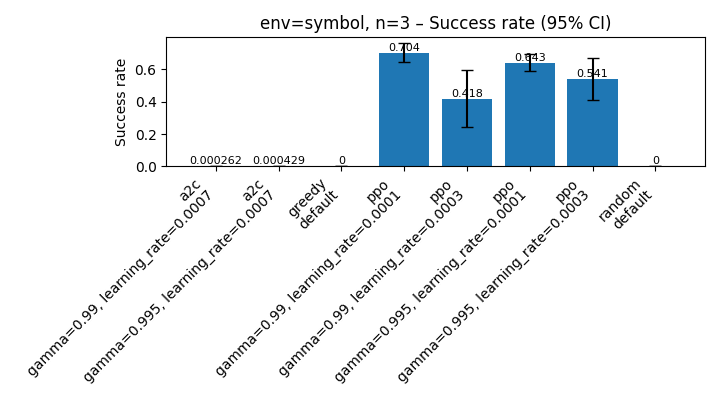 env=symbol, n=3 – Success rate (95% CI)
Success rate
0.6
0.4
0.2
0.0
0.000262
0.000429
0
0.704
0.418
0.643
0.541
0
a2c
gamma=0.99, learning_rate=0.0007
a2c
gamma=0.995, learning_rate=0.0007
greedy
default
ppo
gamma=0.99, learning_rate=0.0001
ppo
gamma=0.99, learning_rate=0.0003
ppo
gamma=0.995, learning_rate=0.0001
ppo
gamma=0.995, learning_rate=0.0003
random
default